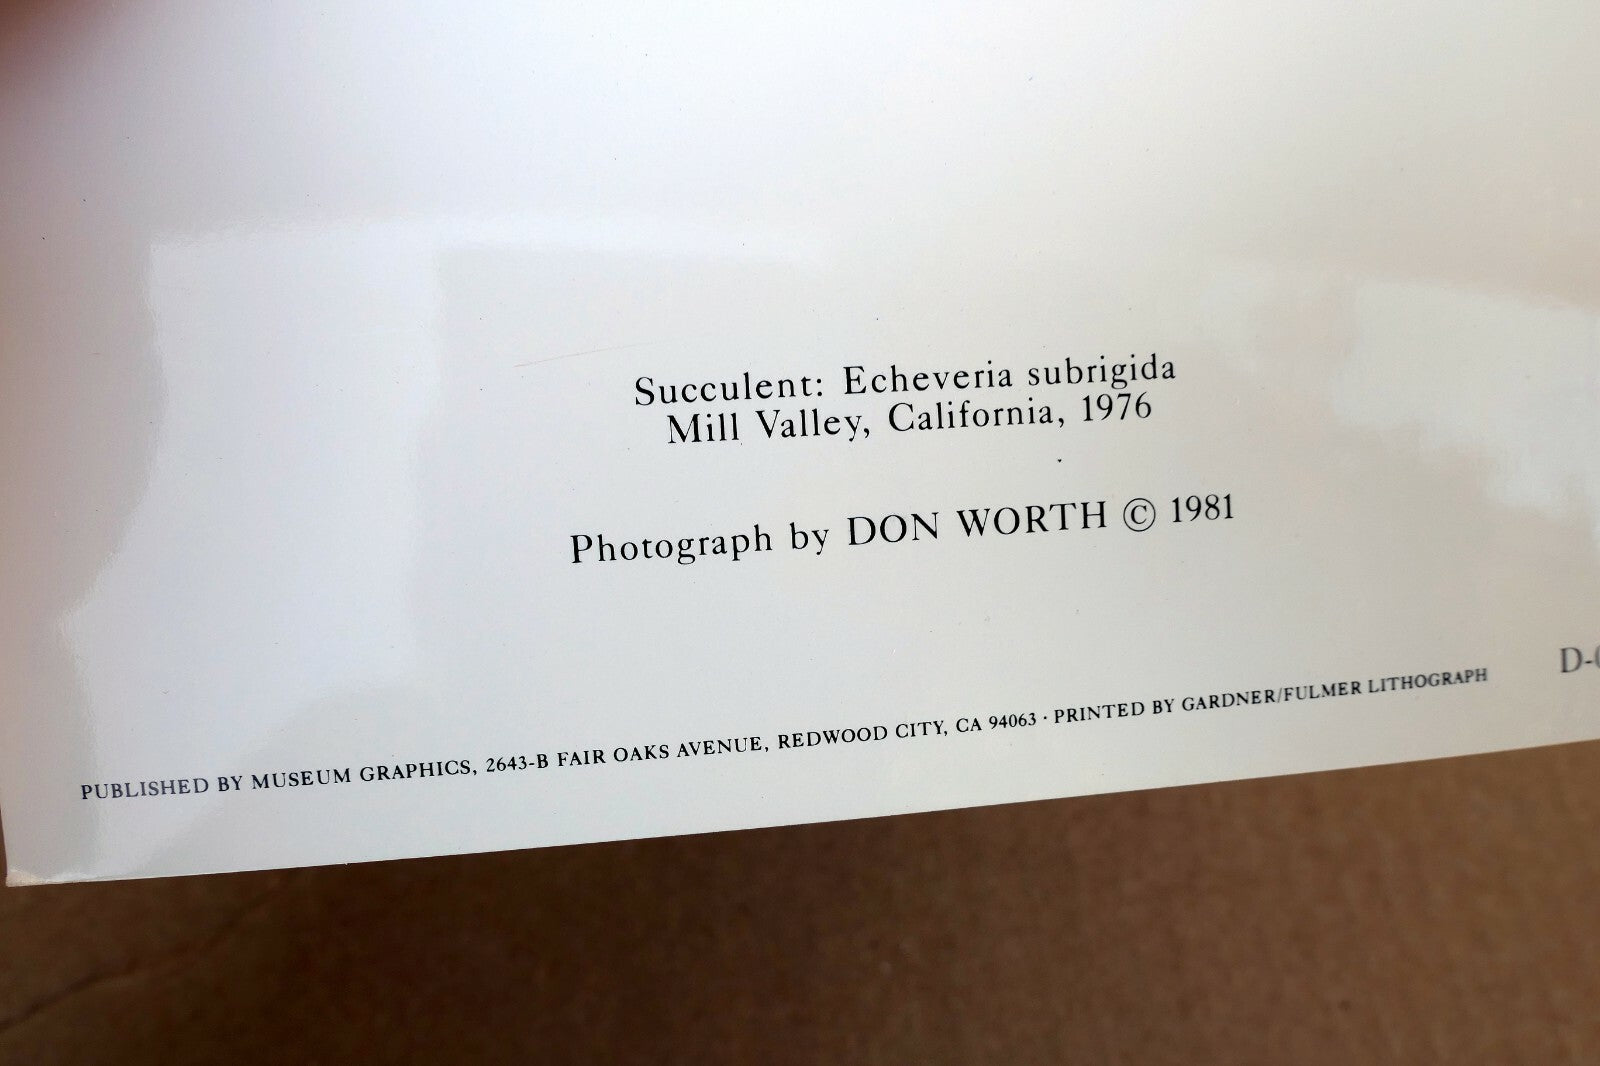 Succulent: Echeveria subrigida
Mill Valley, California, 1976
Photograph by DON WORTH © 1981
PUBLISHED BY MUSEUM GRAPHICS, 2643-B FAIR OAKS AVENUE, REDWOOD CITY, CA 94063 · PRINTED BY GARDNER/FULMER LITHOGRAPH